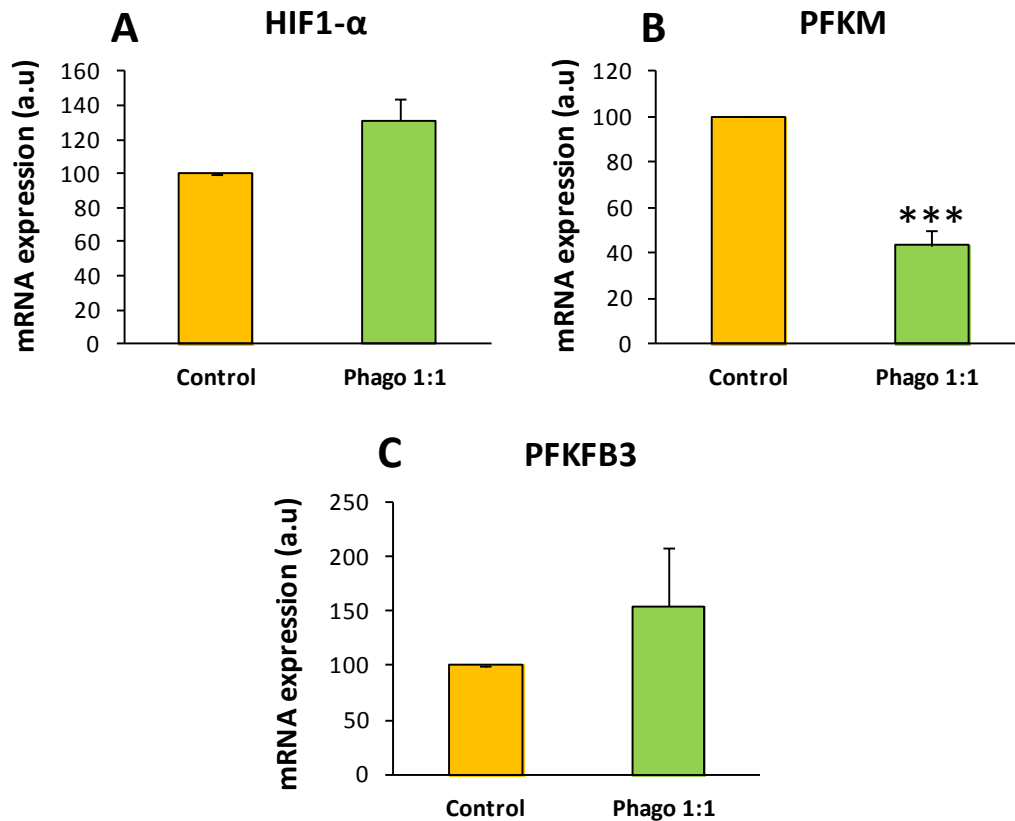 A
HIF1-α
mRNA expression (a.u)
160
140
120
100
80
60
40
20
0
Control
Phago 1:1
B
PFKM
mRNA expression (a.u)
120
100
80
60
40
20
0
***
Control
Phago 1:1
C
PFKFB3
mRNA expression (a.u)
250
200
150
100
50
0
Control
Phago 1:1